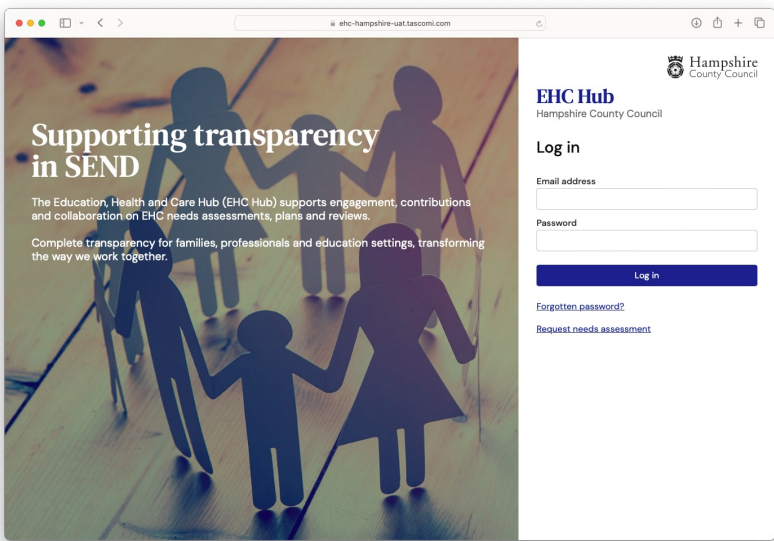 ehc-hampshire-uat.tascomi.com
Supporting transparency
in SEND
The Education, Health and Care Hub (EHC Hub) supports engagement, contributions
and collaboration on EHC needs assessments, plans and reviews.
Complete transparency for families, professionals and education settings, transforming
the way we work together.
Hampshire
County Council
EHC Hub
Hampshire County Council
Log in
Email address
Password
Log in
Forgotten password?
Request needs assessment